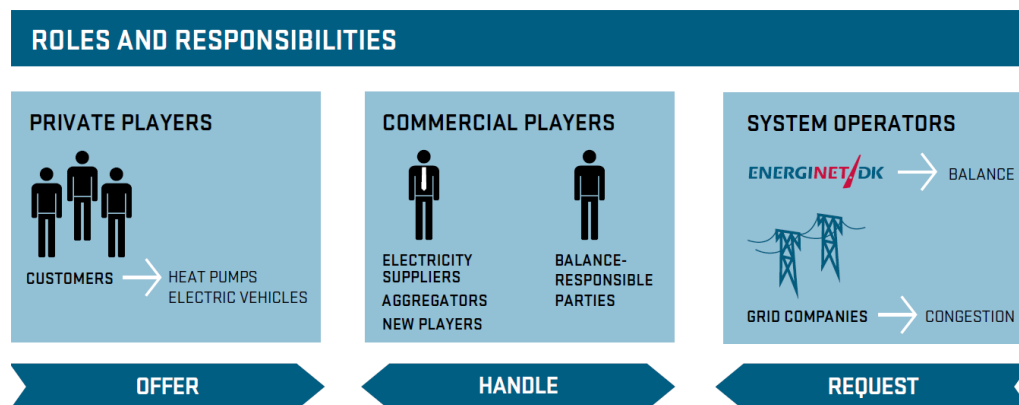 ROLES AND RESPONSIBILITIES
PRIVATE PLAYERS
CUSTOMERS
HEAT PUMPS
ELECTRIC VEHICLES
OFFER
COMMERCIAL PLAYERS
ELECTRICITY
SUPPLIERS
AGGREGATORS
NEW PLAYERS
BALANCE-
RESPONSIBLE
PARTIES
HANDLE
SYSTEM OPERATORS
ENERGINET/DK
BALANCE
GRID COMPANIES
CONGESTION
REQUEST